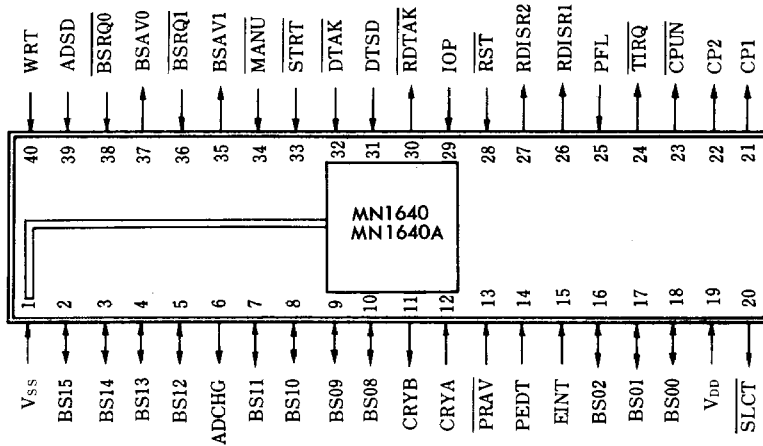 WRT
ADSD
BSRQ0
BSAV0
BSRQ1
BSAV1
MANU
STRT
DTAK
DTSD
RDTAK
IOP
RST
RDISR2
RDISR1
PFL
TIRQ
CPUN
CP2
CP1
40
39
38
37
36
35
34
33
32
31
30
29
28
27
26
25
24
23
22
21
MN1640
MN1640A
1
2
3
4
5
6
7
8
9
10
11
12
13
14
15
16
17
18
19
20
VSS
BS15
BS14
BS13
BS12
ADCHG
BS11
BS10
BS09
BS08
CRYB
CRYA
PRAV
PEDT
EINT
BS02
BS01
BS00
VDD
SLCT